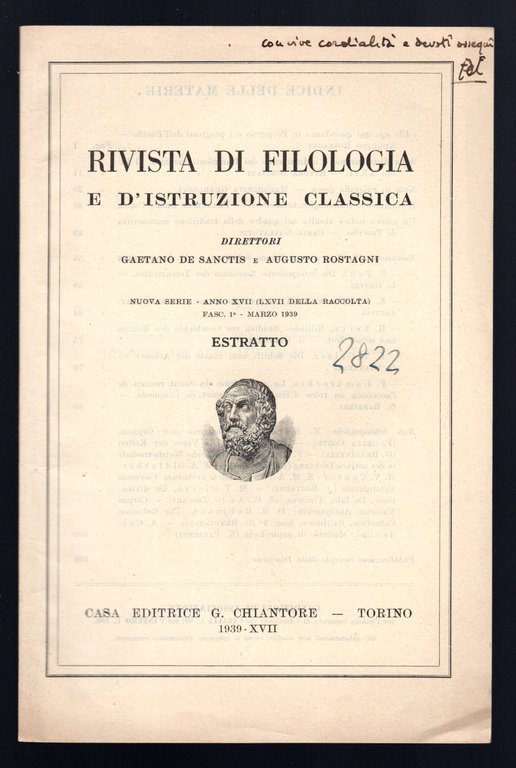 con vive cordialità e devoti ossequi
RIVISTA DI FILOLOGIA
E D'ISTRUZIONE CLASSICA
DIRETTORI
GAETANO DE SANCTIS E AUGUSTO ROSTAGNI
NUOVA SERIE · ANNO XVII (LXVII DELLA RACCOLTA)
FASC. 1º - MARZO 1939
ESTRATTO
2822
CASA EDITRICE G. CHIANTORE — TORINO
1939-XVII